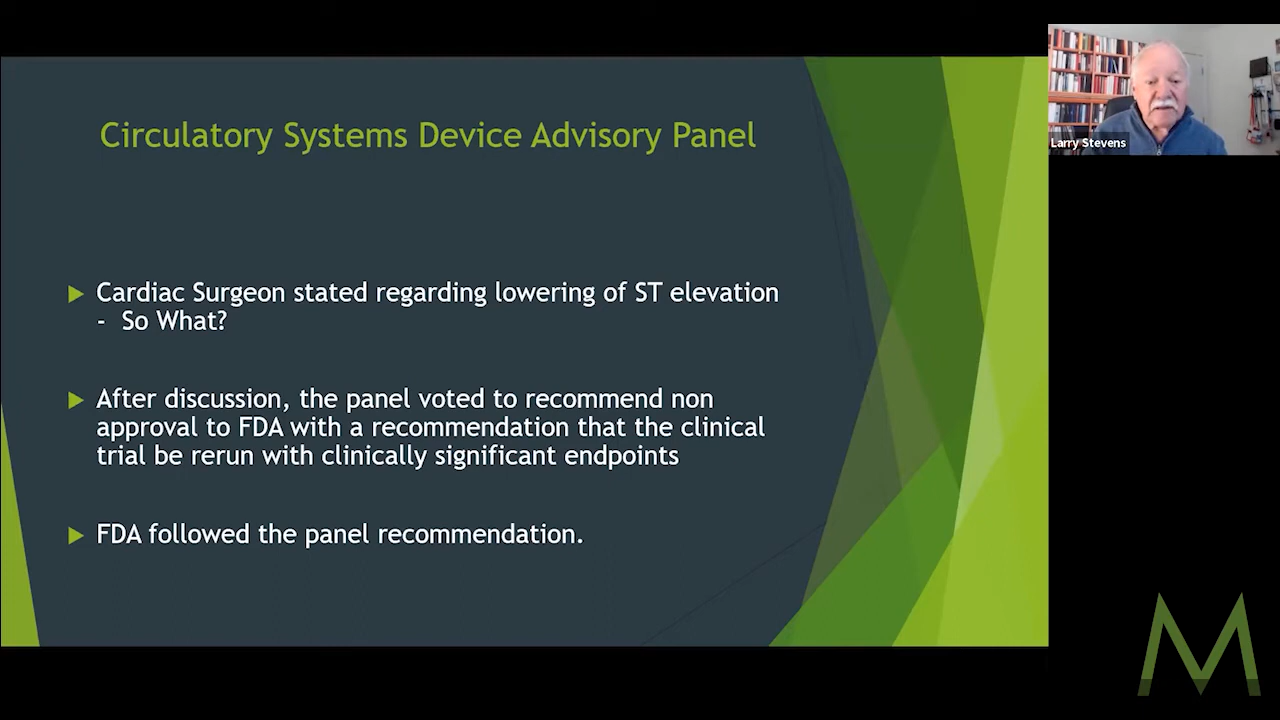 Circulatory Systems Device Advisory Panel
Cardiac Surgeon stated regarding lowering of ST elevation
- So What?
After discussion, the panel voted to recommend non
approval to FDA with a recommendation that the clinical
trial be rerun with clinically significant endpoints
FDA followed the panel recommendation.
Larry Stevens
M